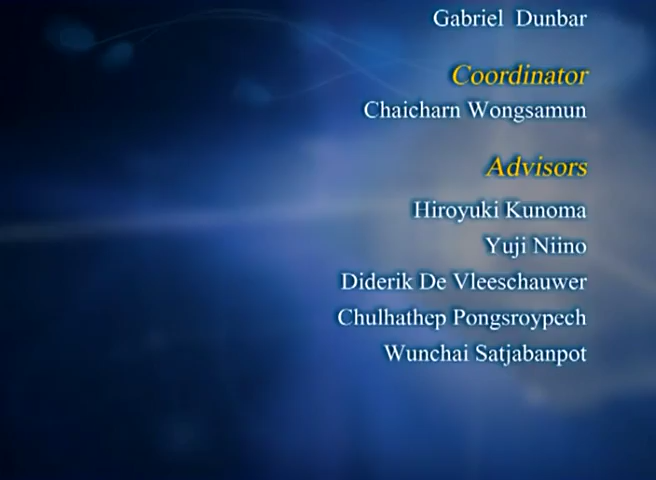 Gabriel Dunbar
Coordinator
Chaicharn Wongsamun
Advisors
Hiroyuki Kunoma
Yuji Niino
Diderik De Vleeschauwer
Chulhathep Pongsroypech
Wunchai Satjabanpot